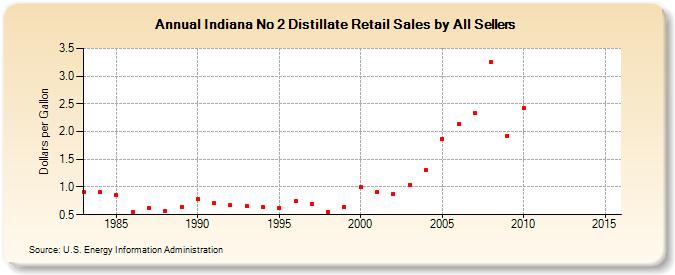 Annual Indiana No 2 Distillate Retail Sales by All Sellers
Dollars per Gallon
3.5
3.0
2.5
2.0
1.5
1.0
0.5
1985 1990 1995 2000 2005 2010 2015
Source: U.S. Energy Information Administration